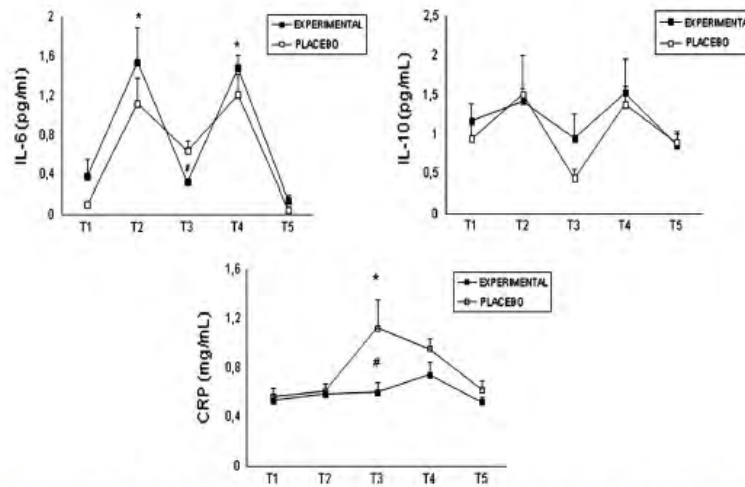 IL-6 (pg/ml)
2
1,6
1,2
0,8
0,4
0
*
*
#
EXPERIMENTAL
PLACEBO
T1 T2 T3 T4 T5
IL-10 (pg/mL)
2,5
2
1,5
1
0,5
0
EXPERIMENTAL
PLACEBO
T1 T2 T3 T4 T5
CRP (mg/mL)
1,6
1,2
0,8
0,4
0
*
#
EXPERIMENTAL
PLACEBO
T1 T2 T3 T4 T5